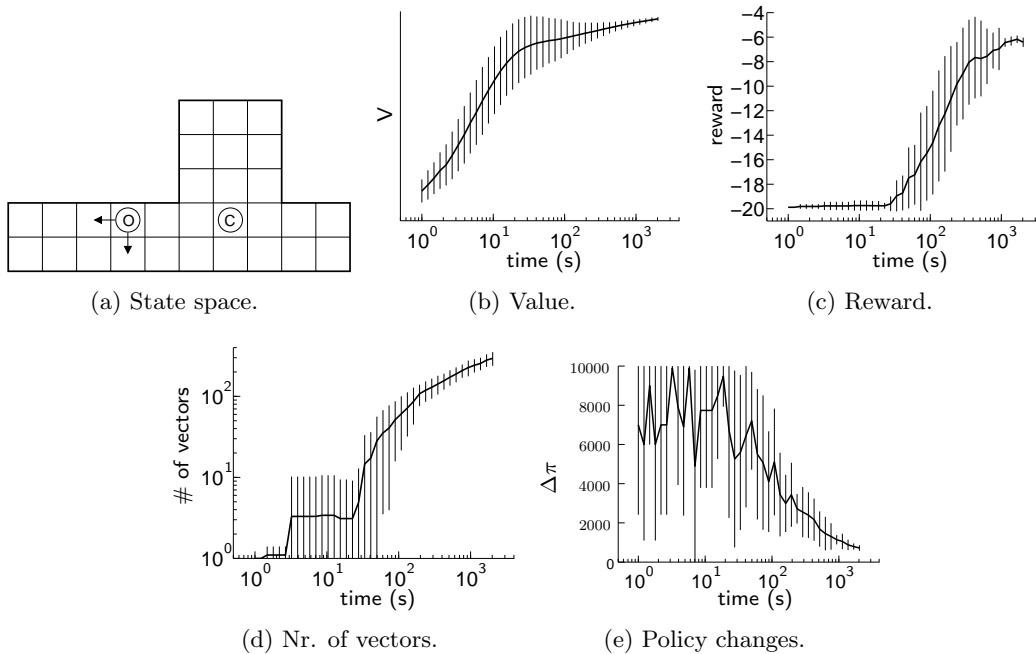 O
C
(a) State space.
V
10^0
10^1
10^2
10^3
time (s)
(b) Value.
reward
−4
−6
−8
−10
−12
−14
−16
−18
−20
10^0
10^1
10^2
10^3
time (s)
(c) Reward.
# of vectors
10^2
10^1
10^0
10^0
10^1
10^2
10^3
time (s)
(d) Nr. of vectors.
Δπ
10000
8000
6000
4000
2000
0
10^0
10^1
10^2
10^3
time (s)
(e) Policy changes.